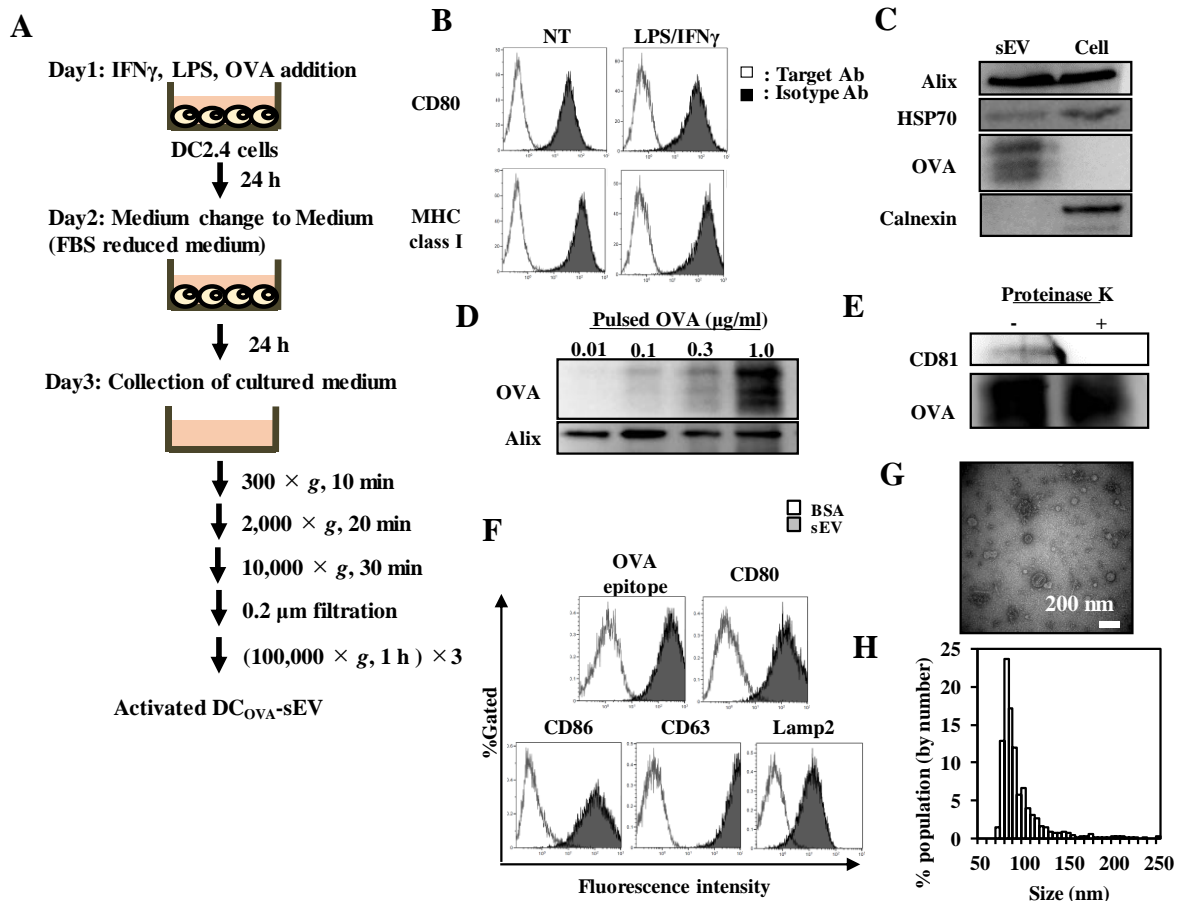 A
Day1: IFNγ, LPS, OVA addition
DC2.4 cells
24 h
Day2: Medium change to Medium
(FBS reduced medium)
24 h
Day3: Collection of cultured medium
300 × g, 10 min
2,000 × g, 20 min
10,000 × g, 30 min
0.2 μm filtration
(100,000 × g, 1 h ) ×3
Activated DCOVA-sEV
B
NT LPS/IFNγ
: Target Ab
: Isotype Ab
CD80
MHC
class I
C
sEV Cell
Alix
HSP70
OVA
Calnexin
D
Pulsed OVA (μg/ml)
0.01 0.1 0.3 1.0
OVA
Alix
E
Proteinase K
- +
CD81
OVA
F
BSA
sEV
OVA
epitope
CD80
CD86 CD63 Lamp2
%Gated
Fluorescence intensity
G
200 nm
H
% population (by number)
25
20
15
10
5
0
50 100 150 200 250
Size (nm)